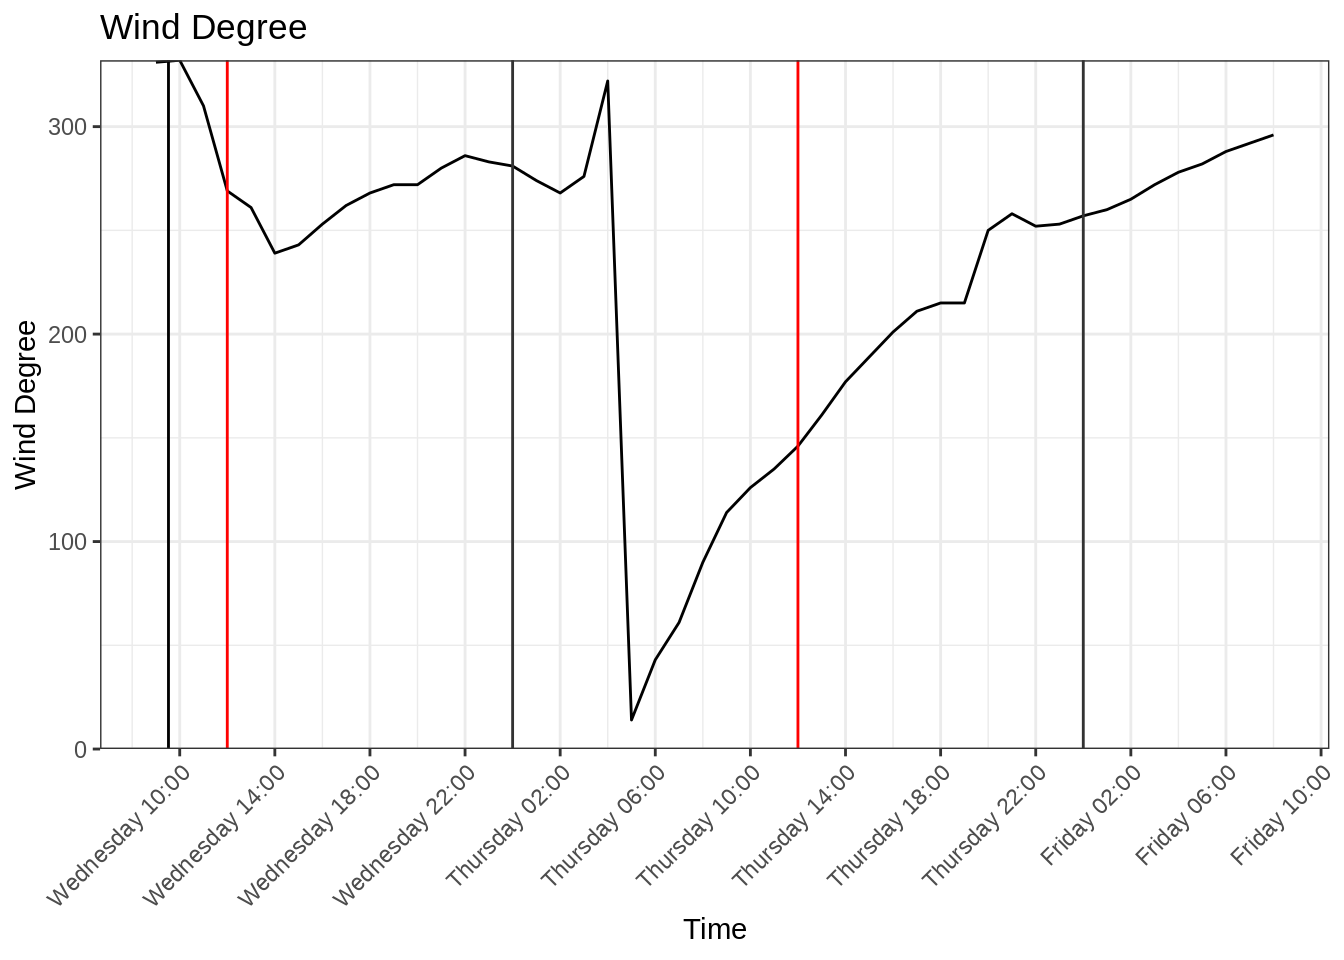 Wind Degree
Wind Degree
300
200
100
0
Wednesday 10:00
Wednesday 14:00
Wednesday 18:00
Wednesday 22:00
Thursday 02:00
Thursday 06:00
Thursday 10:00
Thursday 14:00
Thursday 18:00
Thursday 22:00
Friday 02:00
Friday 06:00
Friday 10:00
Time